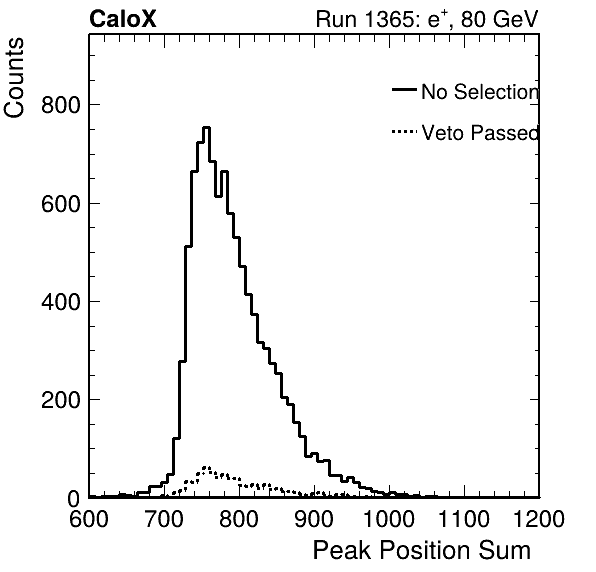 CaloX Run 1365: e⁺, 80 GeV
Counts
No Selection
Veto Passed
800
600
400
200
0
600 700 800 900 1000 1100 1200
Peak Position Sum